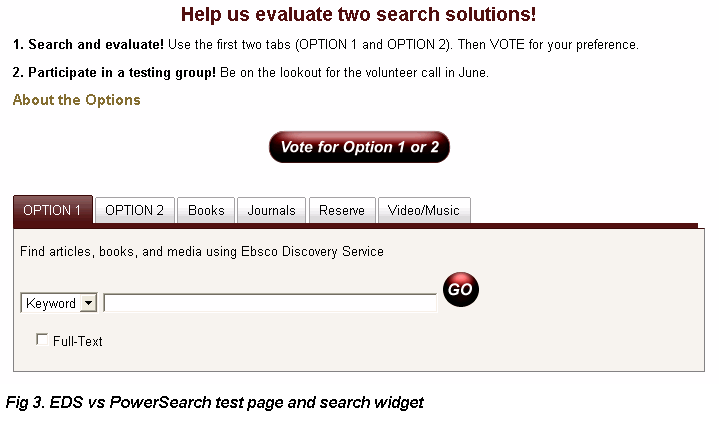 Help us evaluate two search solutions!
1. Search and evaluate! Use the first two tabs (OPTION 1 and OPTION 2). Then VOTE for your preference.
2. Participate in a testing group! Be on the lookout for the volunteer call in June.
About the Options
Vote for Option 1 or 2
OPTION 1 OPTION 2 Books Journals Reserve Video/Music
Find articles, books, and media using Ebsco Discovery Service
Keyword GO
Full-Text
Fig 3. EDS vs PowerSearch test page and search widget